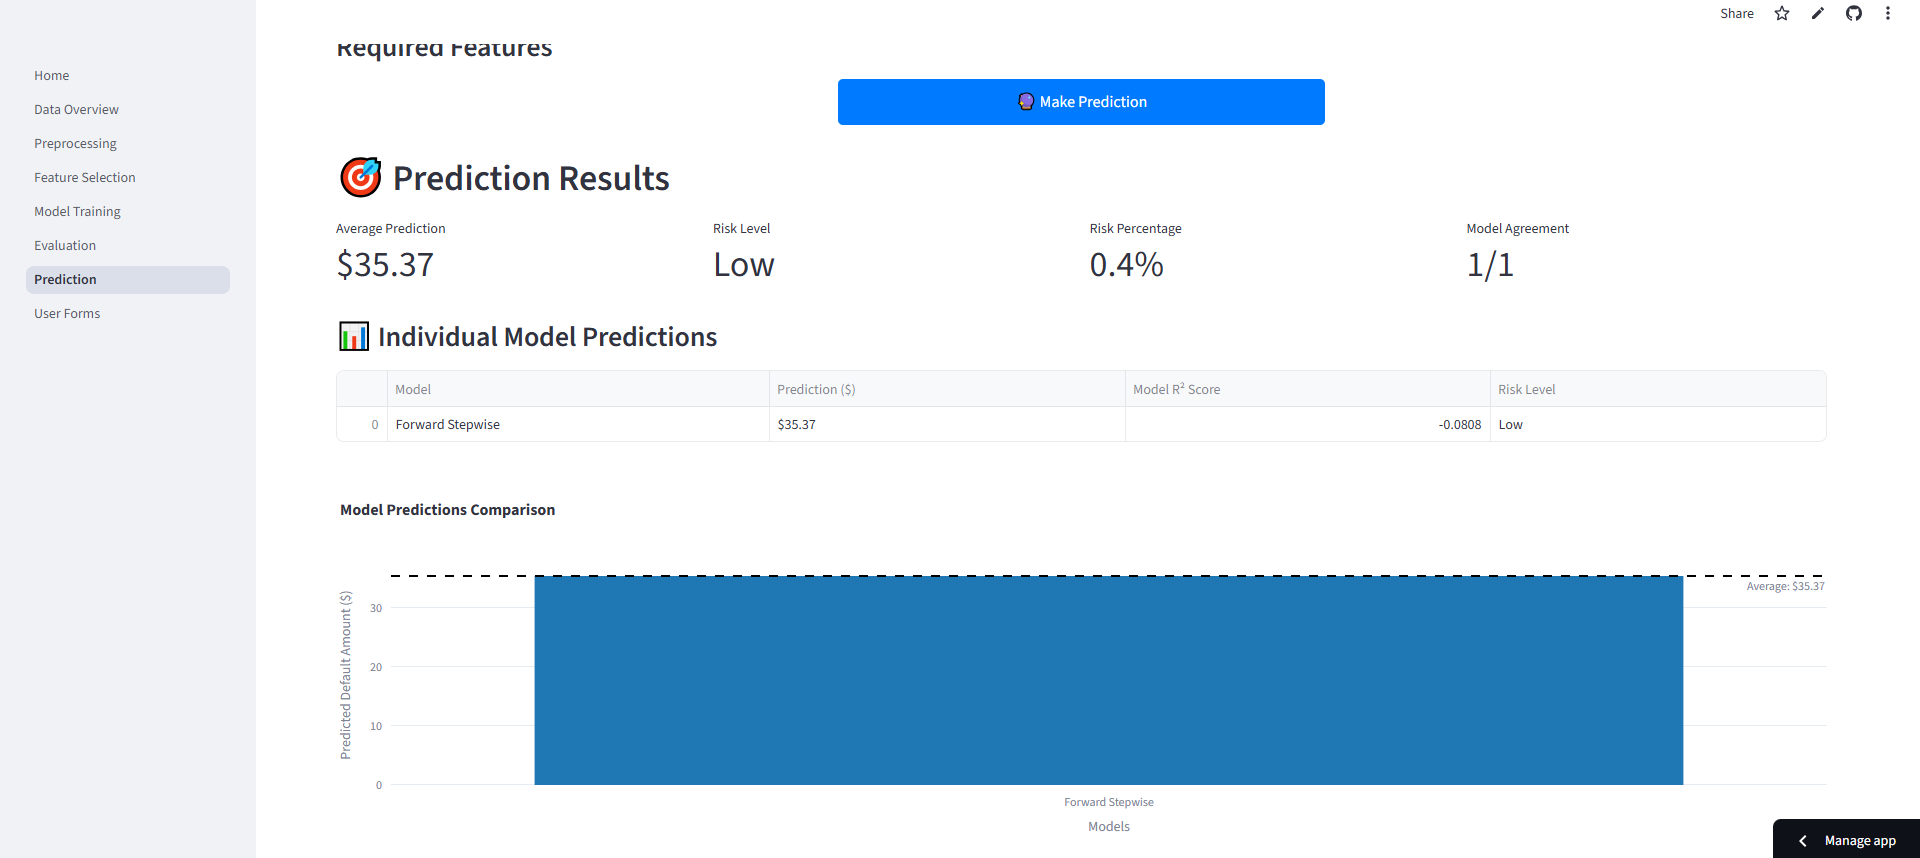 Share
Home
Data Overview
Preprocessing
Feature Selection
Model Training
Evaluation
Prediction
User Forms
Required Features
Make Prediction
Prediction Results
Average Prediction
$35.37
Risk Level
Low
Risk Percentage
0.4%
Model Agreement
1/1
Individual Model Predictions
Model Prediction ($) Model R² Score Risk Level
0 Forward Stepwise $35.37 -0.0808 Low
Model Predictions Comparison
Average: $35.37
Predicted Default Amount ($)
30
20
10
0
Forward Stepwise
Models
Manage app